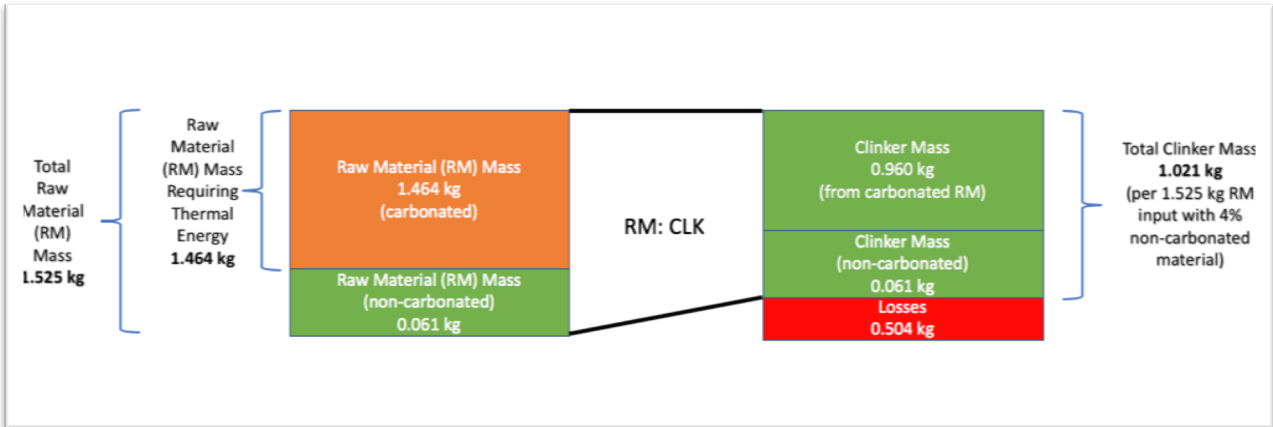 Total
Raw
Material
(RM)
Mass
1.525 kg
Raw
Material
(RM) Mass
Requiring
Thermal
Energy
1.464 kg
Raw Material (RM) Mass
1.464 kg
(carbonated)
Raw Material (RM) Mass
(non-carbonated)
0.061 kg
RM: CLK
Clinker Mass
0.960 kg
(from carbonated RM)
Clinker Mass
(non-carbonated)
0.061 kg
Losses
0.504 kg
Total Clinker Mass
1.021 kg
(per 1.525 kg RM
input with 4%
non-carbonated
material)